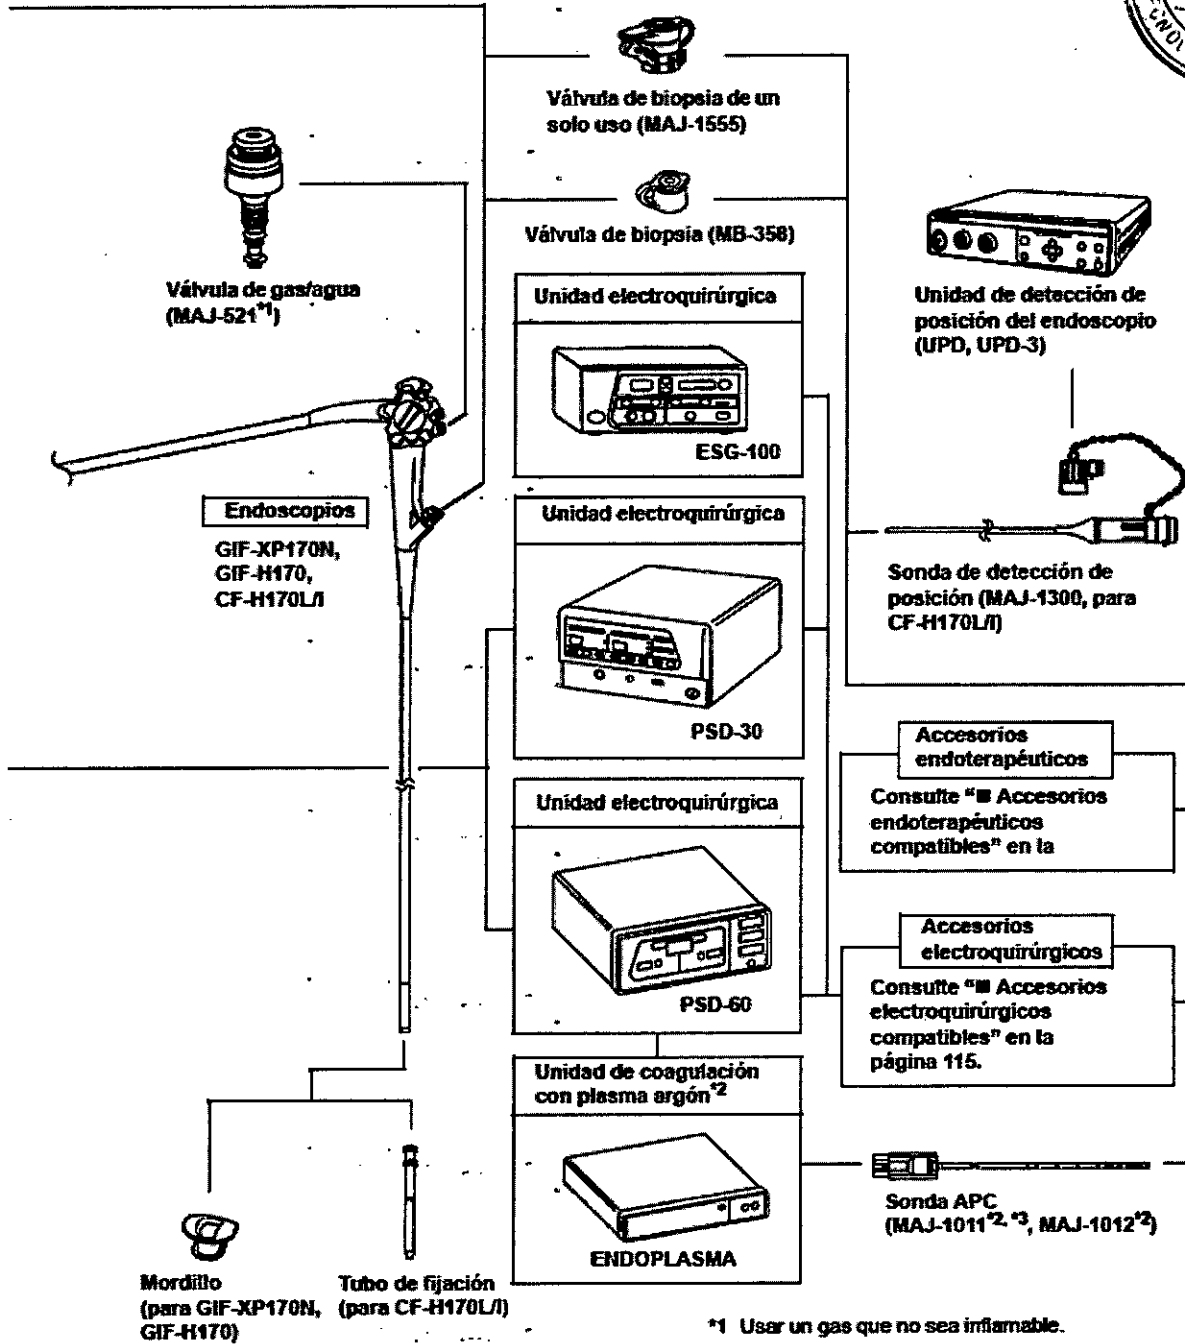 Válvula de biopsia de un
solo uso (MAJ-1555)
Válvula de gas/agua
(MAJ-521*1)
Válvula de biopsia (MB-358)
Unidad electroquirúrgica
ESG-100
Unidad de detección de
posición del endoscopio
(UPD, UPD-3)
Endoscopios
GIF-XP170N,
GIF-H170,
CF-H170L/I
Unidad electroquirúrgica
PSD-30
Sonda de detección de
posición (MAJ-1300, para
CF-H170L/I)
Unidad electroquirúrgica
PSD-60
Accesorios
endoterapéuticos
Consulte “■ Accesorios
endoterapéuticos
compatibles” en la
Accesorios
electroquirúrgicos
Consulte “■ Accesorios
electroquirúrgicos
compatibles” en la
página 115.
Unidad de coagulación
con plasma argón*2
ENDOPLASMA
Sonda APC
(MAJ-1011*2, *3, MAJ-1012*2)
Mordillo
(para GIF-XP170N,
GIF-H170)
Tubo de fijación
(para CF-H170L/I)
*1 Usar un gas que no sea inflamable.